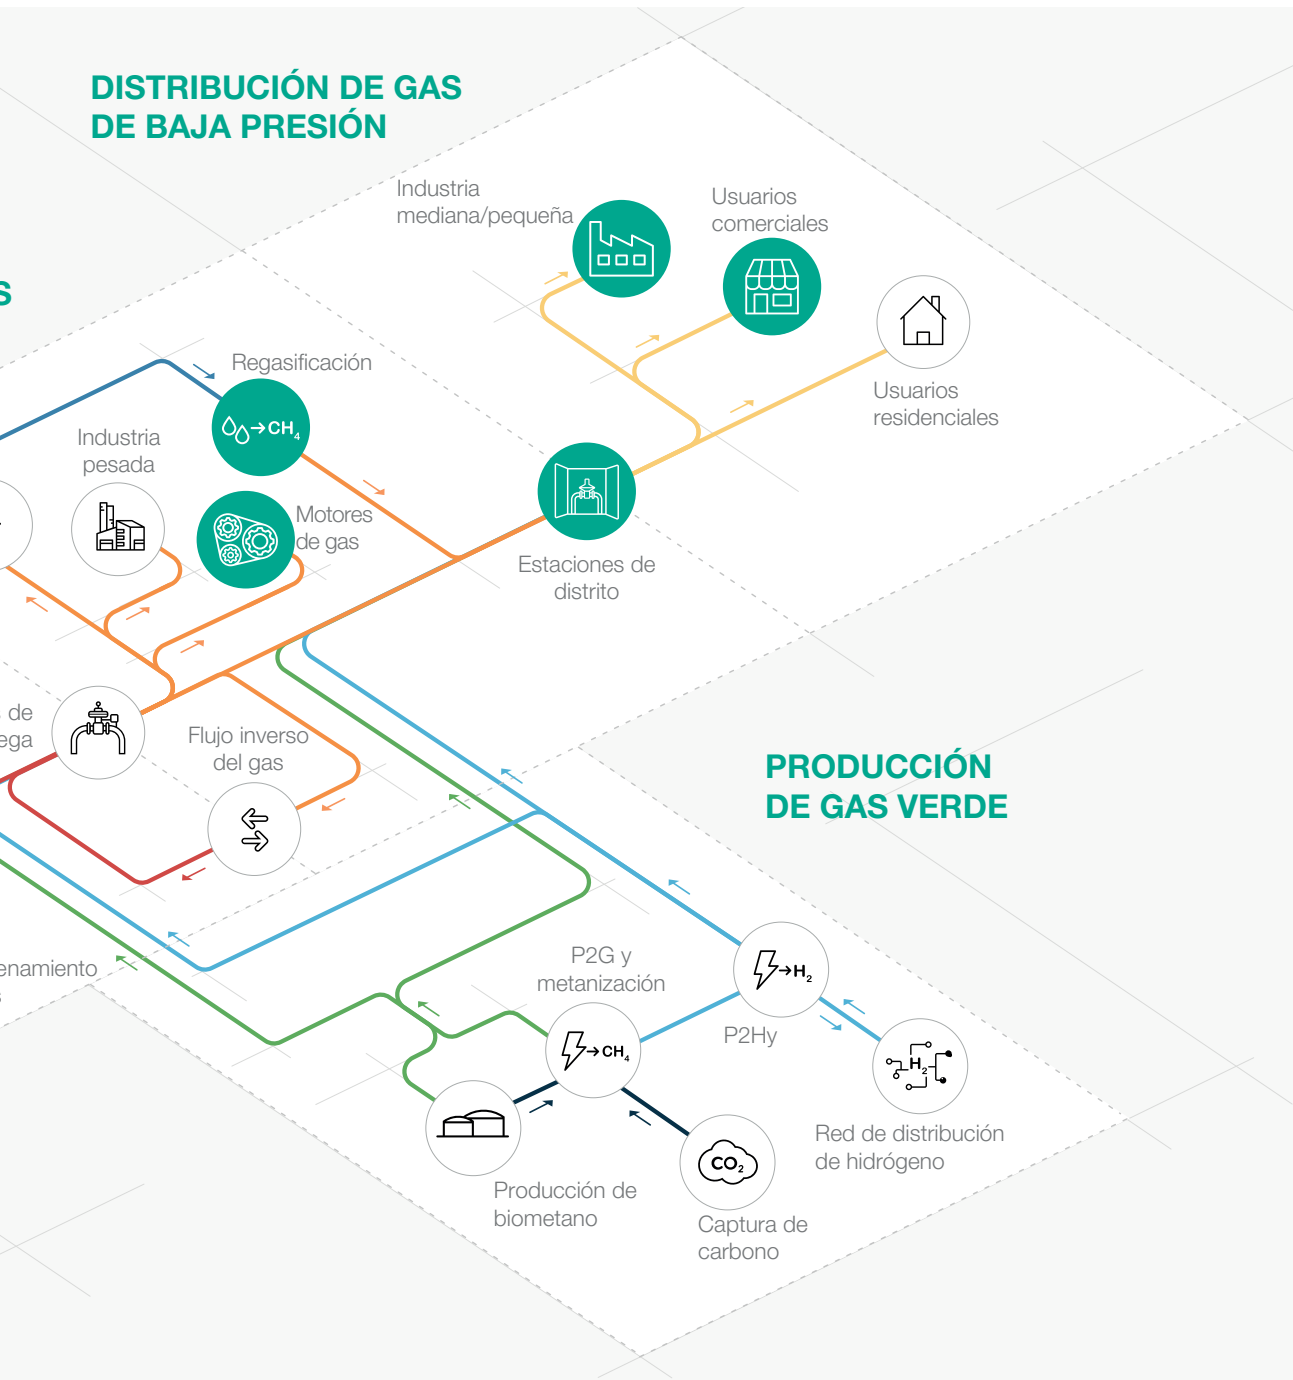 DISTRIBUCIÓN DE GAS
DE BAJA PRESIÓN
Industria
mediana/pequeña
Usuarios
comerciales
S
Usuarios
residenciales
Regasificación
→CH₄
Industria
pesada
Motores
de gas
Estaciones de
distrito
de
Flujo inverso
del gas
PRODUCCIÓN
DE GAS VERDE
P2G y
metanización
→H₂
P2Hy
→CH₄
H₂
Red de distribución
de hidrógeno
CO₂
Producción de
biometano
Captura de
carbono